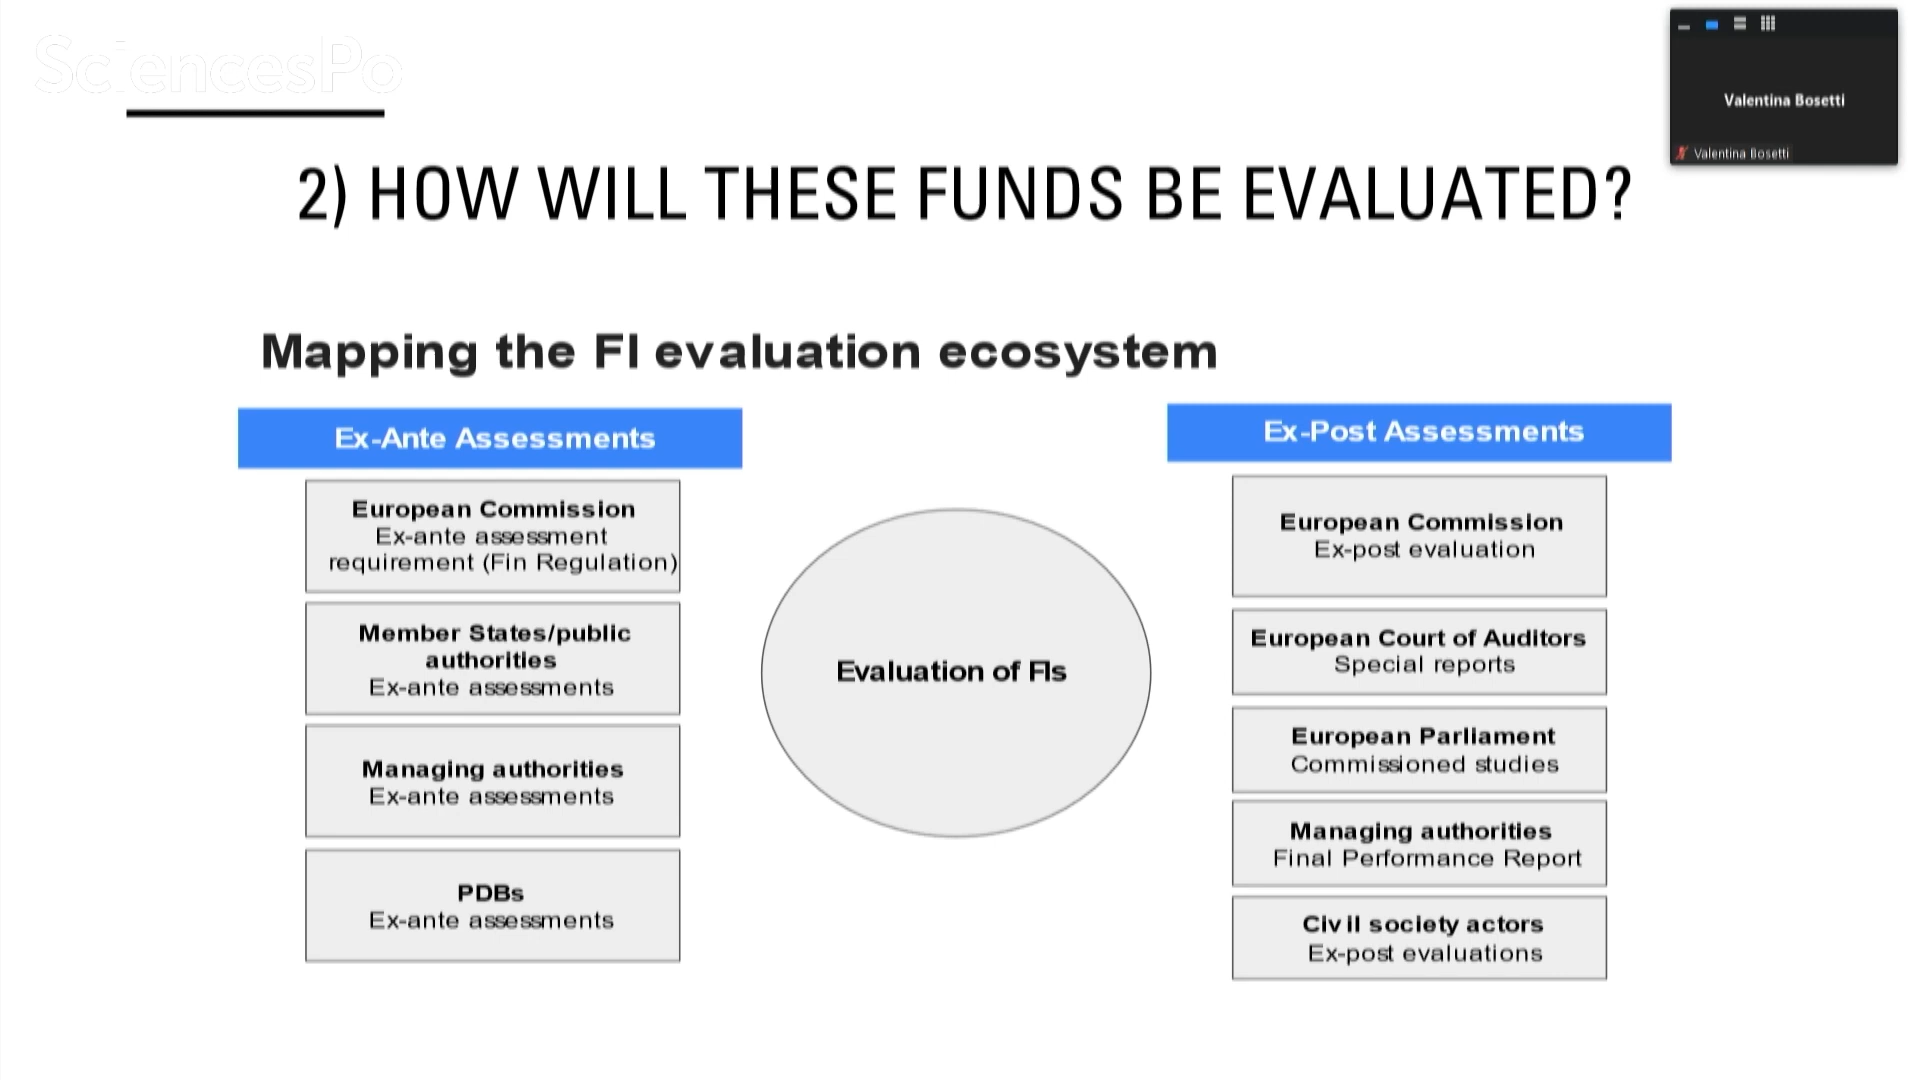 SciencesPo
Valentina Bosetti
Valentina Bosetti
2) HOW WILL THESE FUNDS BE EVALUATED?
Mapping the FI evaluation ecosystem
Ex-Ante Assessments
European Commission
Ex-ante assessment
requirement (Fin Regulation)
Member States/public
authorities
Ex-ante assessments
Managing authorities
Ex-ante assessments
PDBs
Ex-ante assessments
Evaluation of FIs
Ex-Post Assessments
European Commission
Ex-post evaluation
European Court of Auditors
Special reports
European Parliament
Commissioned studies
Managing authorities
Final Performance Report
Civil society actors
Ex-post evaluations